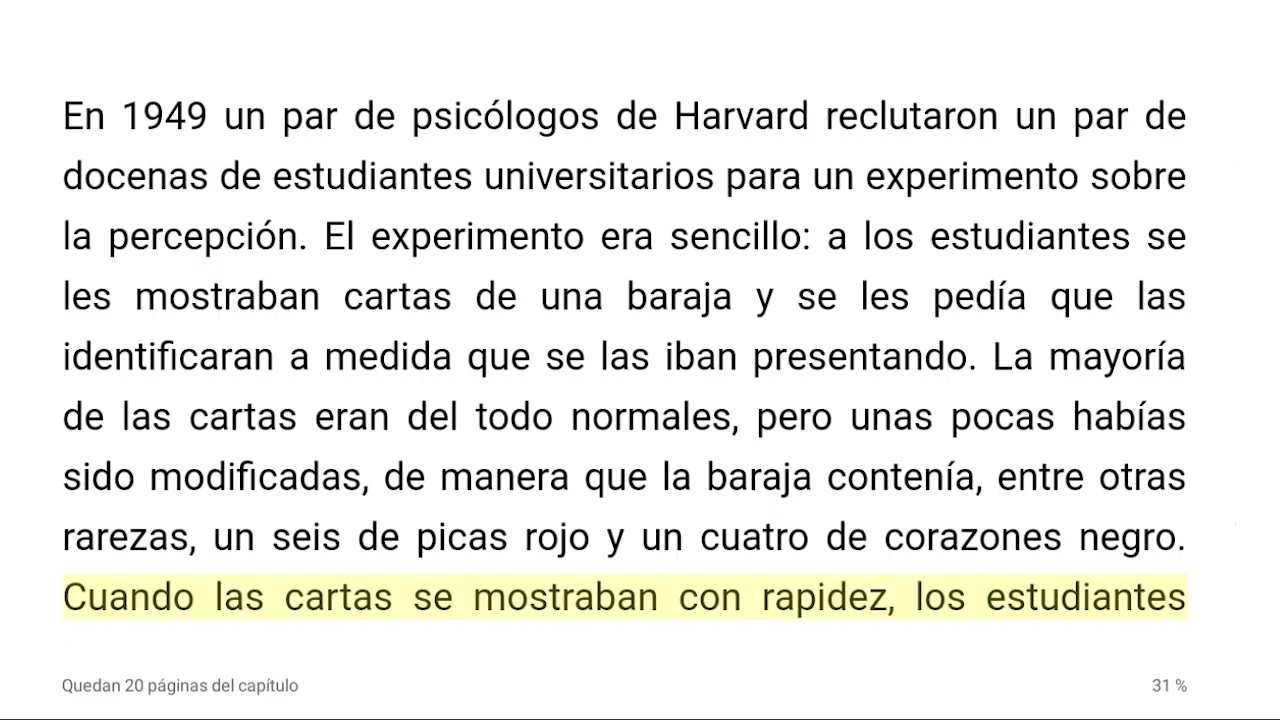 En 1949 un par de psicólogos de Harvard reclutaron un par de
docenas de estudiantes universitarios para un experimento sobre
la percepción. El experimento era sencillo: a los estudiantes se
les mostraban cartas de una baraja y se les pedía que las
identificaran a medida que se las iban presentando. La mayoría
de las cartas eran del todo normales, pero unas pocas habías
sido modificadas, de manera que la baraja contenía, entre otras
rarezas, un seis de picas rojo y un cuatro de corazones negro.
Cuando las cartas se mostraban con rapidez, los estudiantes
Quedan 20 páginas del capítulo
31 %